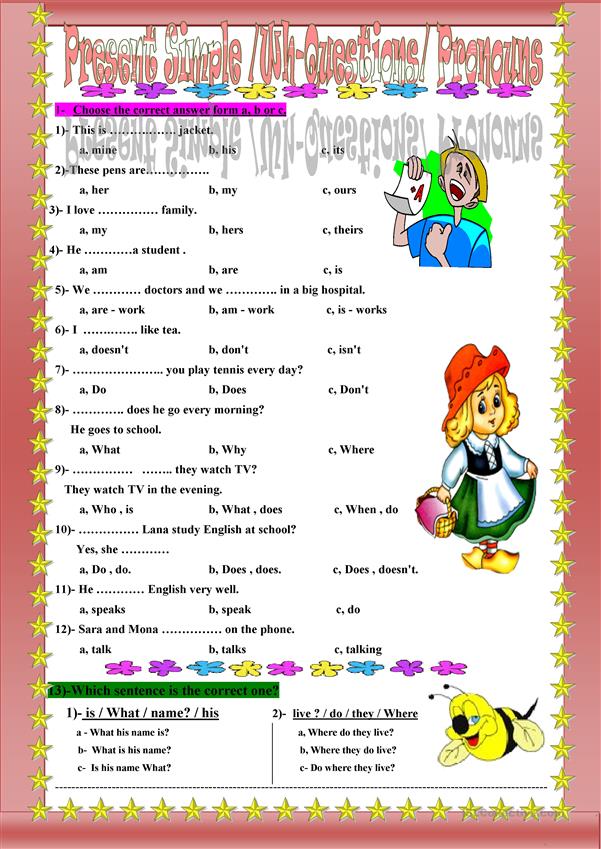 Present Simple /Wh-Questions/ Pronouns
1- Choose the correct answer form a, b or c.
1)- This is ……………. jacket.
a, mine b, his c, its
2)-These pens are…………….
a, her b, my c, ours
3)- I love …………… family.
a, my b, hers c, theirs
4)- He …………a student .
a, am b, are c, is
5)- We ………… doctors and we …………. in a big hospital.
a, are - work b, am - work c, is - works
6)- I …………. like tea.
a, doesn't b, don't c, isn't
7)- ………………….. you play tennis every day?
a, Do b, Does c, Don't
8)- …………. does he go every morning?
He goes to school.
a, What b, Why c, Where
9)- …………… …….. they watch TV?
They watch TV in the evening.
a, Who , is b, What , does c, When , do
10)- …………… Lana study English at school?
Yes, she …………
a, Do , do. b, Does , does. c, Does , doesn't.
11)- He ………… English very well.
a, speaks b, speak c, do
12)- Sara and Mona …………… on the phone.
a, talk b, talks c, talking
13)-Which sentence is the correct one?
1)- is / What / name? / his 2)- live ? / do / they / Where
a - What his name is? a, Where do they live?
b- What is his name? b, Where they do live?
c- Is his name What? c- Do where they live?